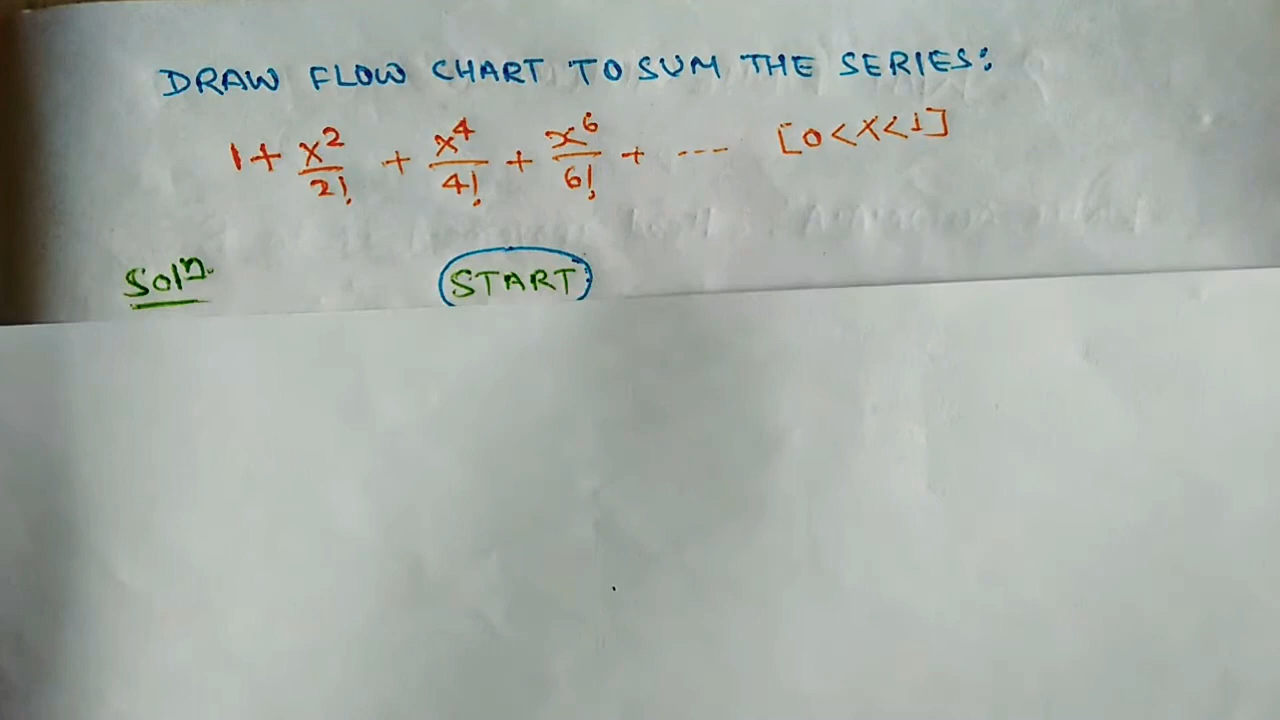 DRAW FLOW CHART TO SUM THE SERIES:
1 + x²/2! + x⁴/4! + x⁶/6! + --- [0<x<1]
Soln.
START